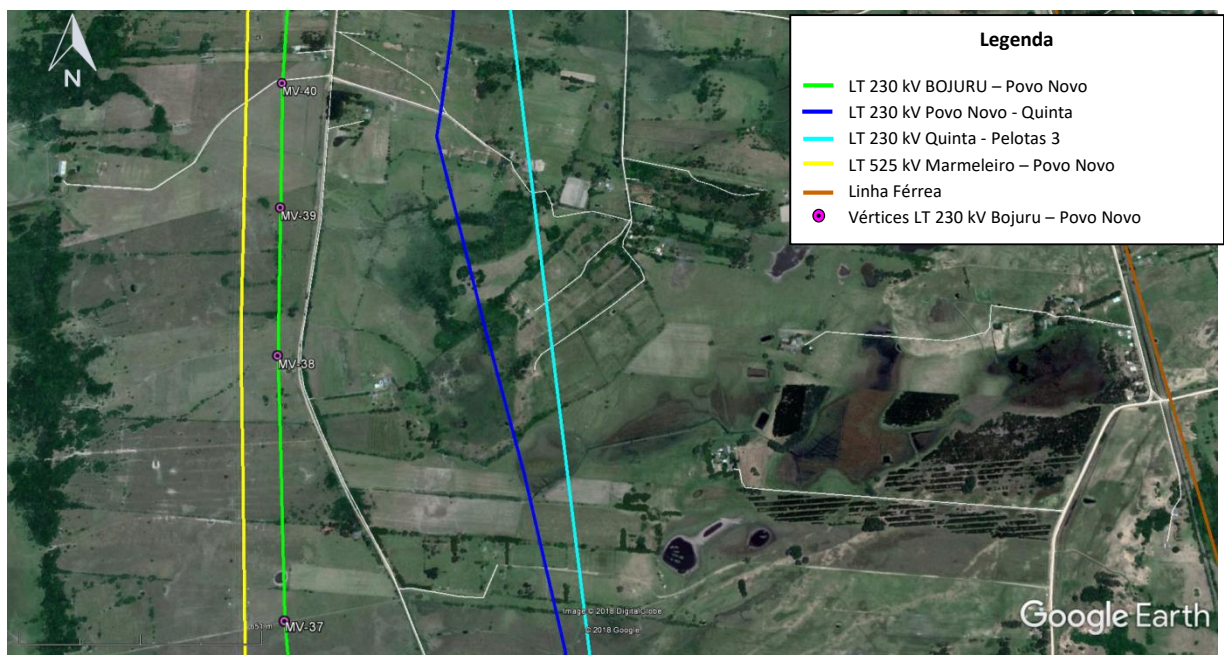 N
Legenda
LT 230 kV BOJURU – Povo Novo
LT 230 kV Povo Novo - Quinta
LT 230 kV Quinta - Pelotas 3
LT 525 kV Marmeleiro – Povo Novo
Linha Férrea
Vértices LT 230 kV Bojuru – Povo Novo
MV-40
MV-39
MV-38
MV-37
651 m
Image © 2018 DigitalGlobe
© 2018 Google
Google Earth